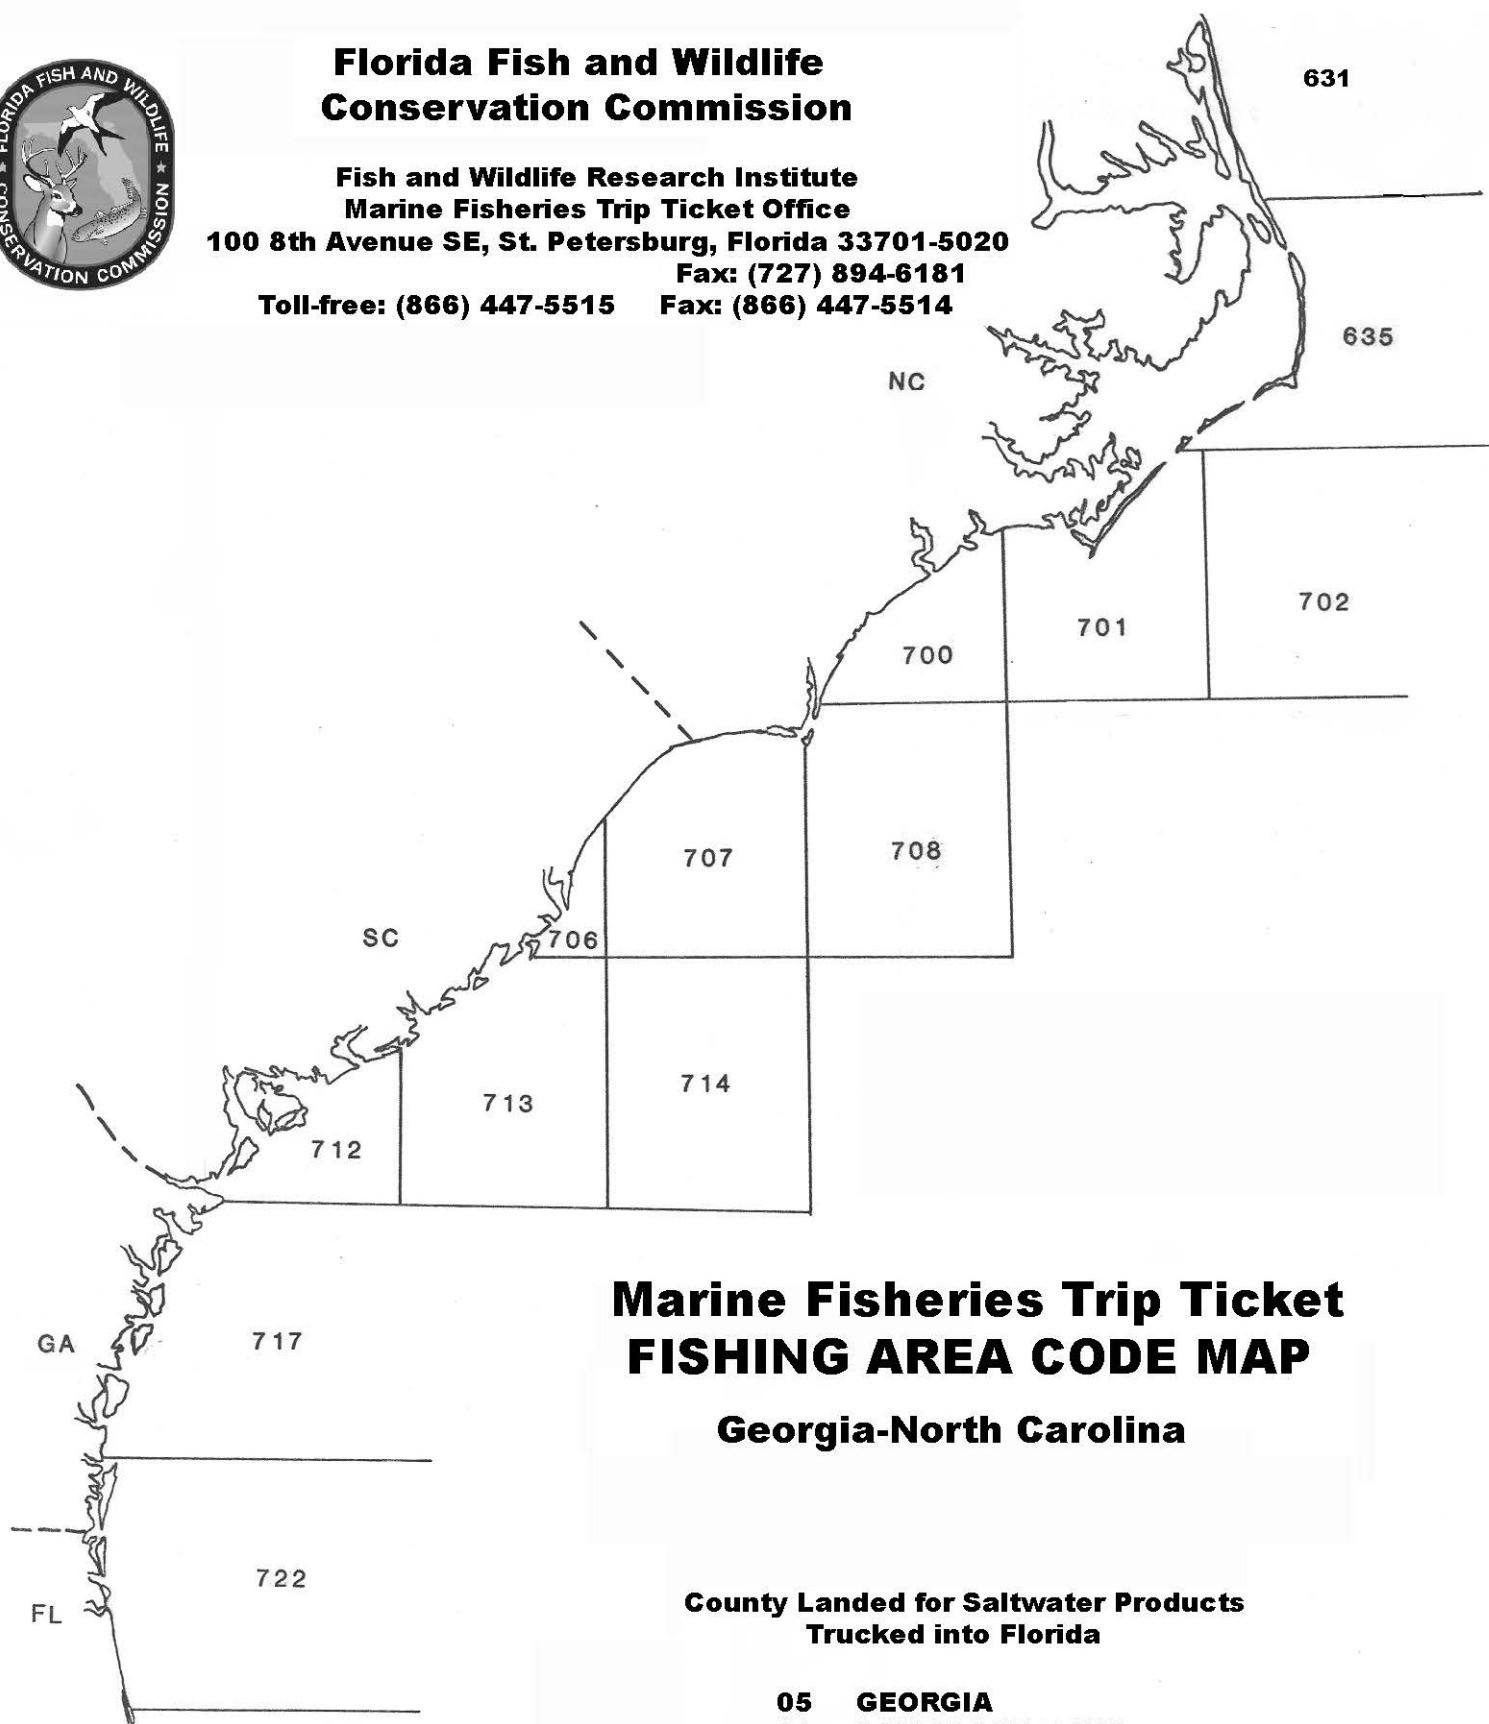 Florida Fish and Wildlife
Conservation Commission
FLORIDA FISH AND WILDLIFE
CONSERVATION COMMISSION
Fish and Wildlife Research Institute
Marine Fisheries Trip Ticket Office
100 8th Avenue SE, St. Petersburg, Florida 33701-5020
Fax: (727) 894-6181
Toll-free: (866) 447-5515 Fax: (866) 447-5514
631
635
NC
702
701
700
708
707
706
SC
714
713
712
717
GA
722
FL
Marine Fisheries Trip Ticket
FISHING AREA CODE MAP
Georgia-North Carolina
County Landed for Saltwater Products
Trucked into Florida
05 GEORGIA